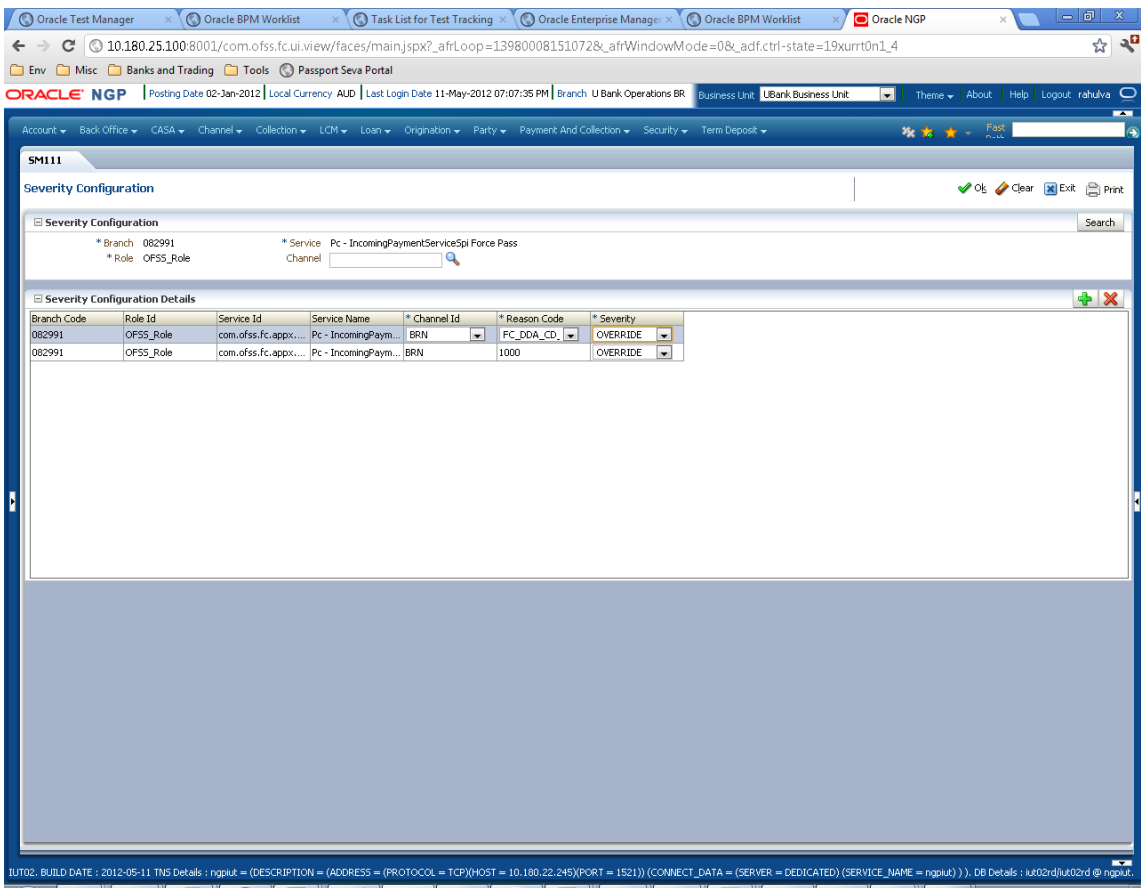 Oracle Test Manager × Oracle BPM Worklist × Task List for Test Tracking × Oracle Enterprise Manage × Oracle BPM Worklist × Oracle NGP ×
10.180.25.100:8001/com.ofss.fc.ui.view/faces/main.jspx?_afrLoop=13980008151072&_afrWindowMode=0&_adf.ctrl-state=19xurrt0n1_4
Env Misc Banks and Trading Tools Passport Seva Portal
ORACLE NGP Posting Date 02-Jan-2012 Local Currency AUD Last Login Date 11-May-2012 07:07:35 PM Branch U Bank Operations BR Business Unit UBank Business Unit Theme About Help Logout rahulva
Account Back Office CASA Channel Collection LCM Loan Origination Party Payment And Collection Security Term Deposit Fast
SM111
Severity Configuration Ok Clear Exit Print
Severity Configuration Search
* Branch 082991 * Service Pc - IncomingPaymentServiceSpi Force Pass
* Role OFSS_Role Channel
Severity Configuration Details
Branch Code Role Id Service Id Service Name * Channel Id * Reason Code * Severity
082991 OFSS_Role com.ofss.fc.appx.... Pc - IncomingPaym... BRN FC_DDA_CD_ OVERRIDE
082991 OFSS_Role com.ofss.fc.appx.... Pc - IncomingPaym... BRN 1000 OVERRIDE
IUT02. BUILD DATE : 2012-05-11 TNS Details : ngpiut = (DESCRIPTION = (ADDRESS = (PROTOCOL = TCP)(HOST = 10.180.22.245)(PORT = 1521)) (CONNECT_DATA = (SERVER = DEDICATED) (SERVICE_NAME = ngpiut) ) ). DB Details : iut02rd/iut02rd @ ngpiut.